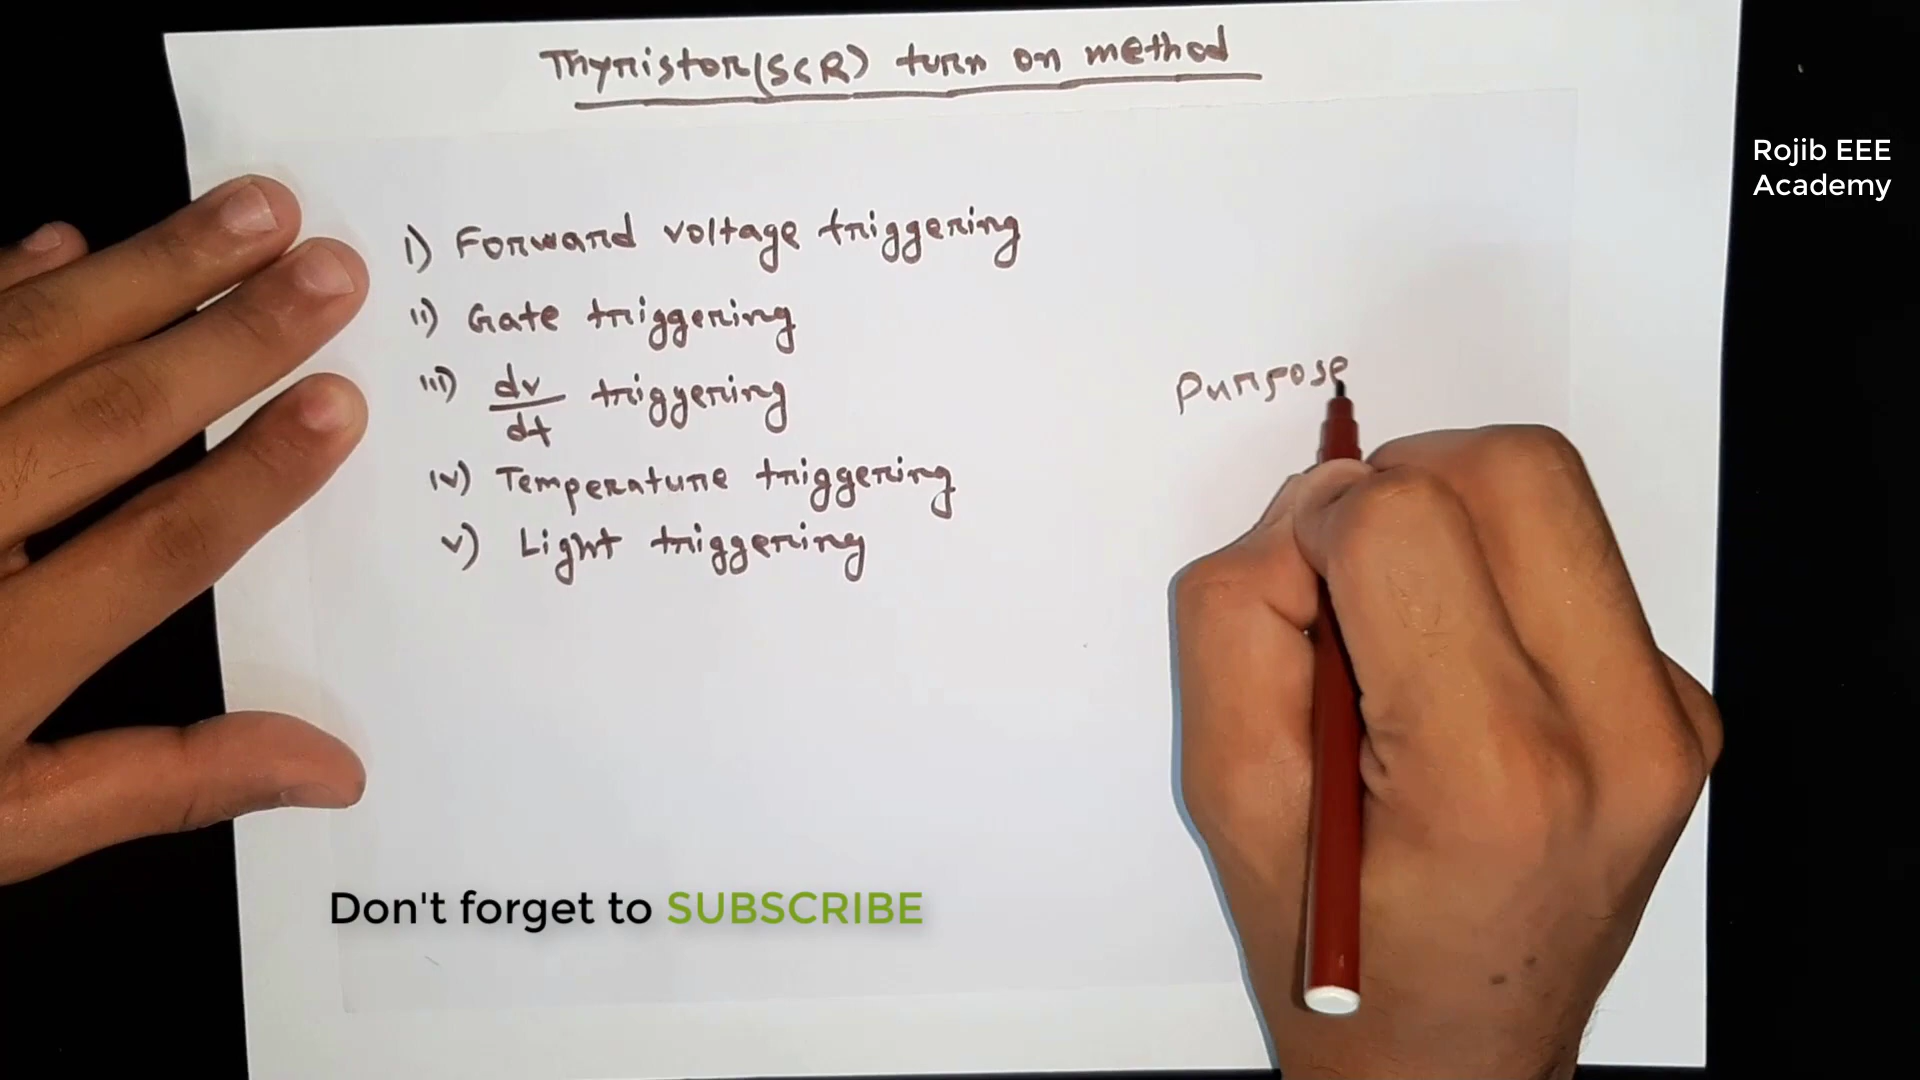 Thyristor(SCR) turn on method
Rojib EEE
Academy
i) Forward voltage triggering
ii) Gate triggering
iii) dv/dt triggering
Purpose
iv) Temperature triggering
v) Light triggering
Don't forget to SUBSCRIBE